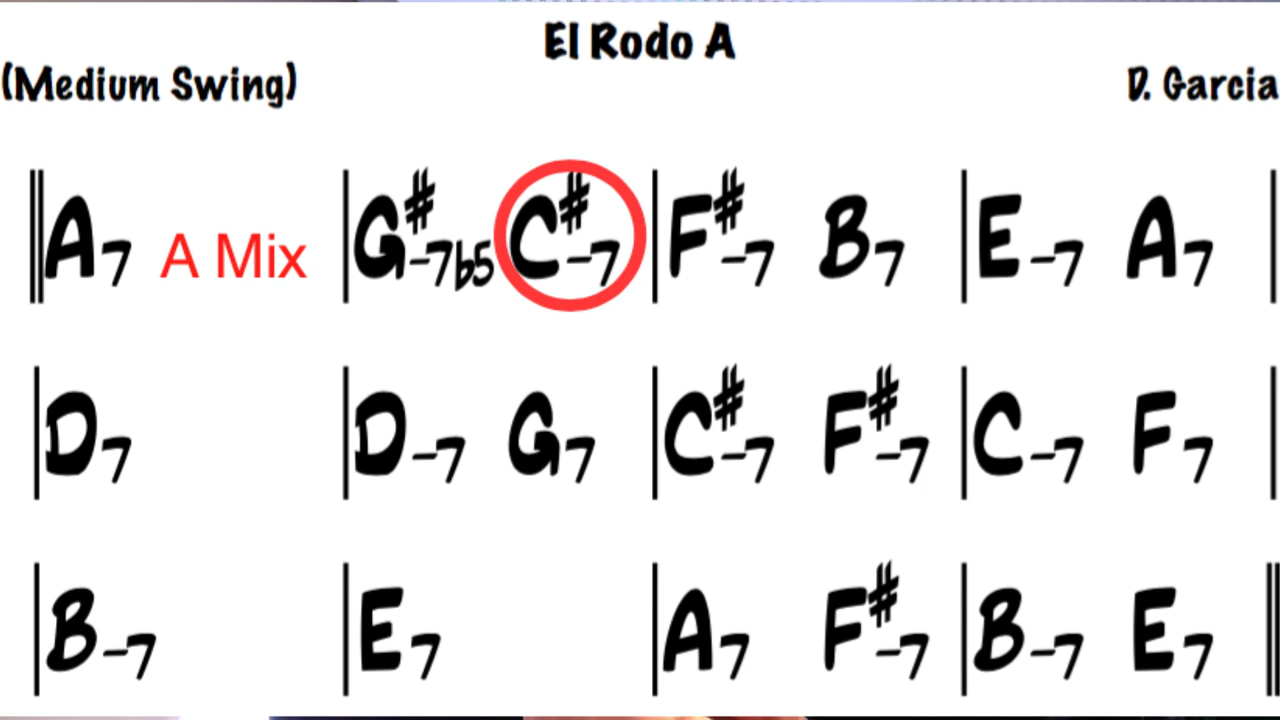 El Rodo A
(Medium Swing) D. Garcia
A7 A Mix G#-7b5 C#-7 F#-7 B7 E-7 A7
D7 D-7 G7 C#-7 F#-7 C-7 F7
B-7 E7 A7 F#-7 B-7 E7